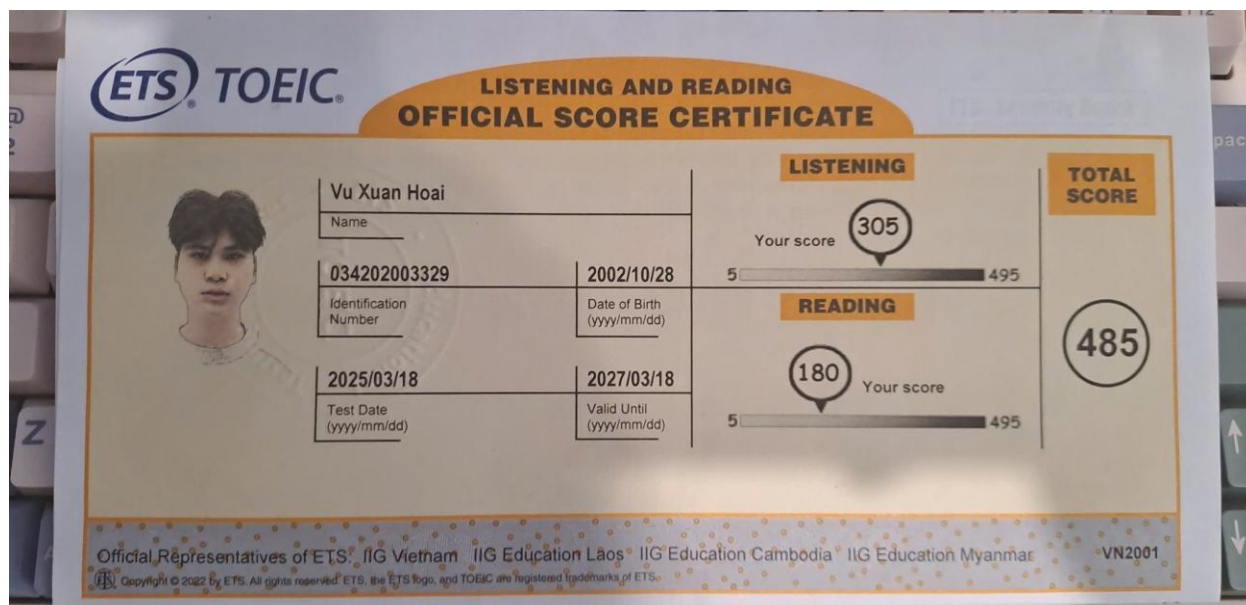 ETS® TOEIC®
LISTENING AND READING
OFFICIAL SCORE CERTIFICATE
Vu Xuan Hoai
Name
034202003329
Identification
Number
2002/10/28
Date of Birth
(yyyy/mm/dd)
2025/03/18
Test Date
(yyyy/mm/dd)
2027/03/18
Valid Until
(yyyy/mm/dd)
LISTENING
Your score 305
5 495
READING
180 Your score
5 495
TOTAL
SCORE
485
Official Representatives of ETS: IIG Vietnam IIG Education Laos IIG Education Cambodia IIG Education Myanmar VN2001
Copyright © 2022 by ETS. All rights reserved. ETS, the ETS logo, and TOEIC are registered trademarks of ETS.
Z